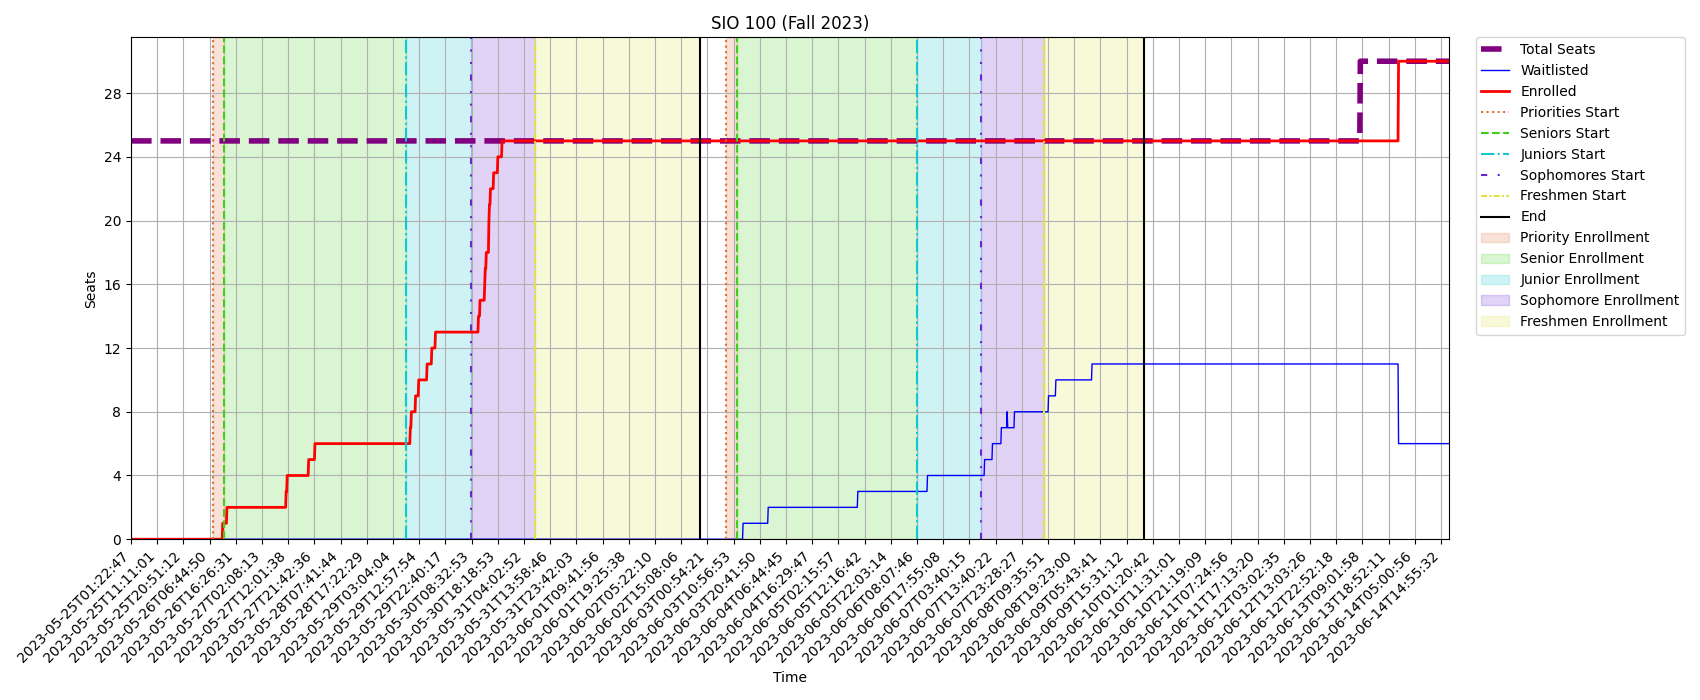 SIO 100 (Fall 2023)
Seats
28
24
20
16
12
8
4
0
2023-05-25T01:22:47
2023-05-25T11:11:01
2023-05-25T20:51:12
2023-05-26T06:44:50
2023-05-26T16:26:31
2023-05-27T02:08:13
2023-05-27T12:01:38
2023-05-27T21:42:36
2023-05-28T07:41:44
2023-05-28T17:22:29
2023-05-29T03:04:04
2023-05-29T12:57:54
2023-05-29T22:40:17
2023-05-30T08:32:53
2023-05-30T18:18:53
2023-05-31T04:02:52
2023-05-31T13:58:46
2023-05-31T23:42:03
2023-06-01T09:41:56
2023-06-01T19:25:38
2023-06-02T05:22:10
2023-06-02T15:08:06
2023-06-03T00:54:21
2023-06-03T10:56:53
2023-06-03T20:41:50
2023-06-04T06:44:45
2023-06-04T16:29:47
2023-06-05T02:15:57
2023-06-05T12:16:42
2023-06-05T22:03:14
2023-06-06T08:07:46
2023-06-06T17:55:08
2023-06-07T03:40:15
2023-06-07T13:40:22
2023-06-07T23:28:27
2023-06-08T09:35:51
2023-06-08T19:23:00
2023-06-09T05:43:41
2023-06-09T15:31:12
2023-06-10T01:20:42
2023-06-10T11:31:01
2023-06-10T21:19:09
2023-06-11T07:24:56
2023-06-11T17:13:20
2023-06-12T03:02:35
2023-06-12T13:03:26
2023-06-12T22:52:18
2023-06-13T09:01:58
2023-06-13T18:52:11
2023-06-14T05:00:56
2023-06-14T14:55:32
Time
Total Seats
Waitlisted
Enrolled
Priorities Start
Seniors Start
Juniors Start
Sophomores Start
Freshmen Start
End
Priority Enrollment
Senior Enrollment
Junior Enrollment
Sophomore Enrollment
Freshmen Enrollment